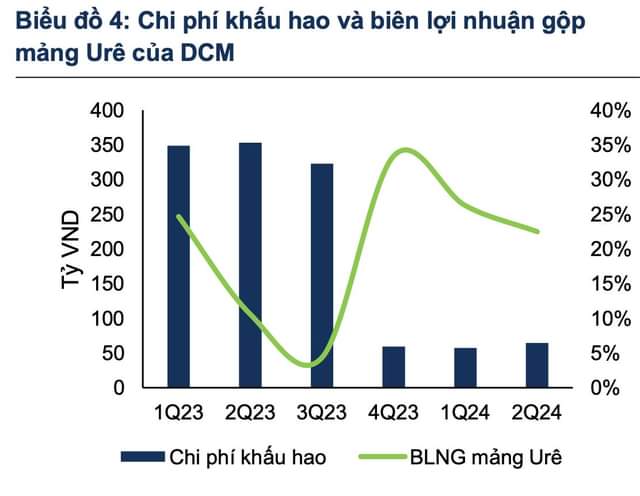 Biểu đồ 4: Chi phí khấu hao và biên lợi nhuận gộp
mảng Urê của DCM
400 40%
350 35%
300 30%
250 25%
200 20%
150 15%
100 10%
50 5%
0 0%
Tỷ VND
1Q23 2Q23 3Q23 4Q23 1Q24 2Q24
Chi phí khấu hao BLNG mảng Urê